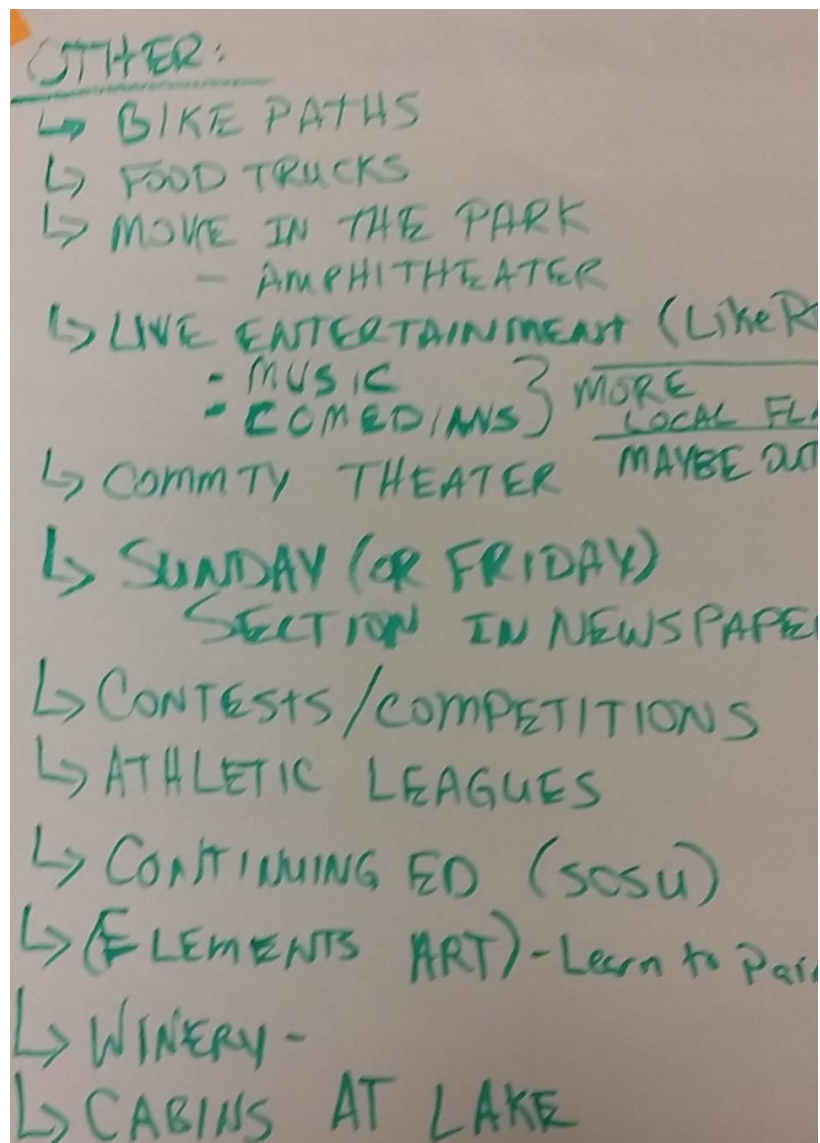 OTHER:
↳ BIKE PATHS
↳ FOOD TRUCKS
↳ MOVIE IN THE PARK
- AMPHITHEATER
↳ LIVE ENTERTAINMENT (Like
- MUSIC
- COMEDIANS } MORE
LOCAL
↳ COMMTY THEATER MAYBE OUT
↳ SUNDAY (OR FRIDAY)
SECTION IN NEWSPAPE
↳ CONTESTS/COMPETITIONS
↳ ATHLETIC LEAGUES
↳ CONTINUING ED (SCSU)
↳ (ELEMENTS ART) - Learn to
↳ WINERY -
↳ CABINS AT LAKE